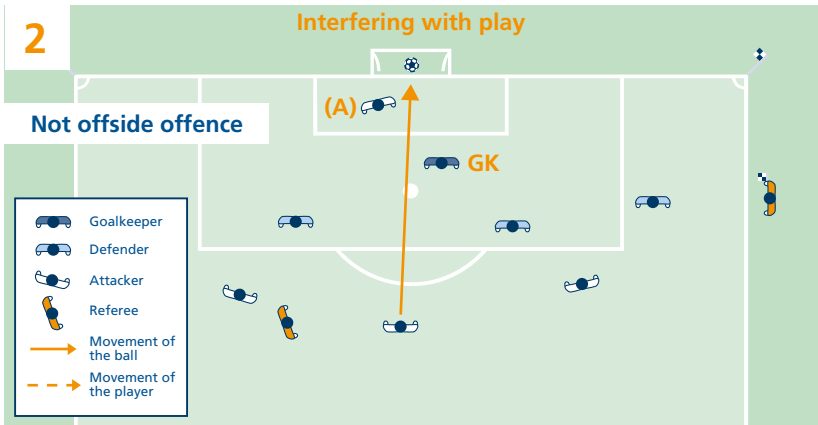 2
Interfering with play
(A)
Not offside offence
GK
Goalkeeper
Defender
Attacker
Referee
Movement of
the ball
Movement of
the player